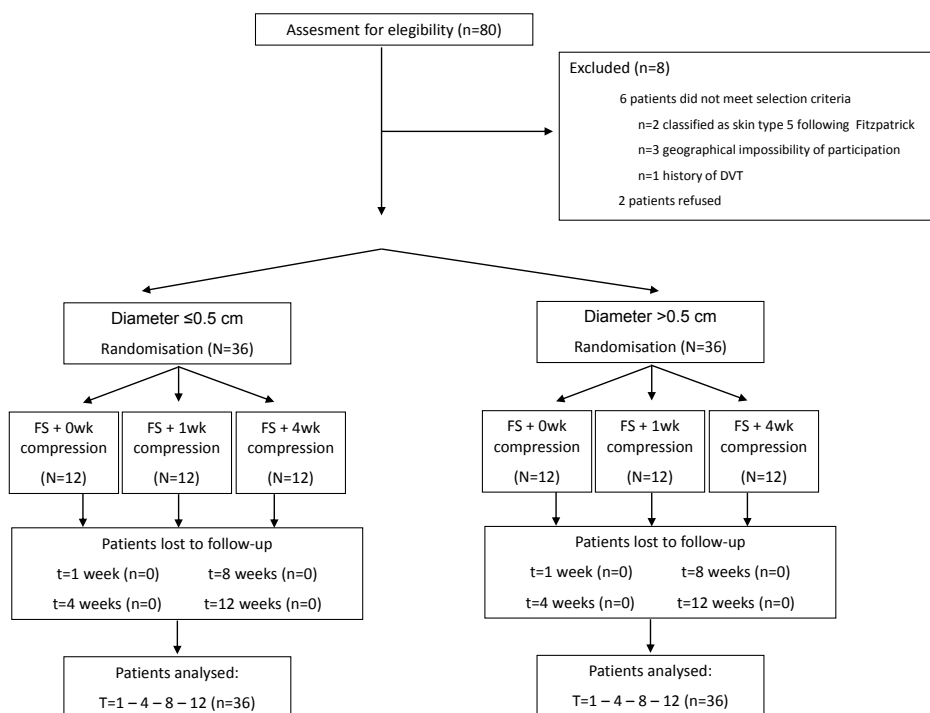 Assesment for elegibility (n=80)
Excluded (n=8)
6 patients did not meet selection criteria
n=2 classified as skin type 5 following Fitzpatrick
n=3 geographical impossibility of participation
n=1 history of DVT
2 patients refused
Diameter ≤0.5 cm
Randomisation (N=36)
Diameter >0.5 cm
Randomisation (N=36)
FS + 0wk
compression
(N=12)
FS + 1wk
compression
(N=12)
FS + 4wk
compression
(N=12)
FS + 0wk
compression
(N=12)
FS + 1wk
compression
(N=12)
FS + 4wk
compression
(N=12)
Patients lost to follow-up
t=1 week (n=0) t=8 weeks (n=0)
t=4 weeks (n=0) t=12 weeks (n=0)
Patients lost to follow-up
t=1 week (n=0) t=8 weeks (n=0)
t=4 weeks (n=0) t=12 weeks (n=0)
Patients analysed:
T=1 – 4 – 8 – 12 (n=36)
Patients analysed:
T=1 – 4 – 8 – 12 (n=36)